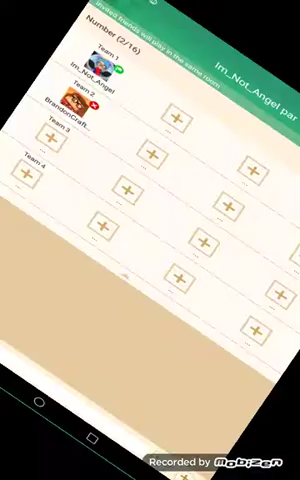 Im_Not_Angel par
invited friends will play in the same room
Number (2/16)
Team 1
Im_Not_Angel
Team 2
BrandonCraft..
Team 3
Team 4
Recorded by Mobizen